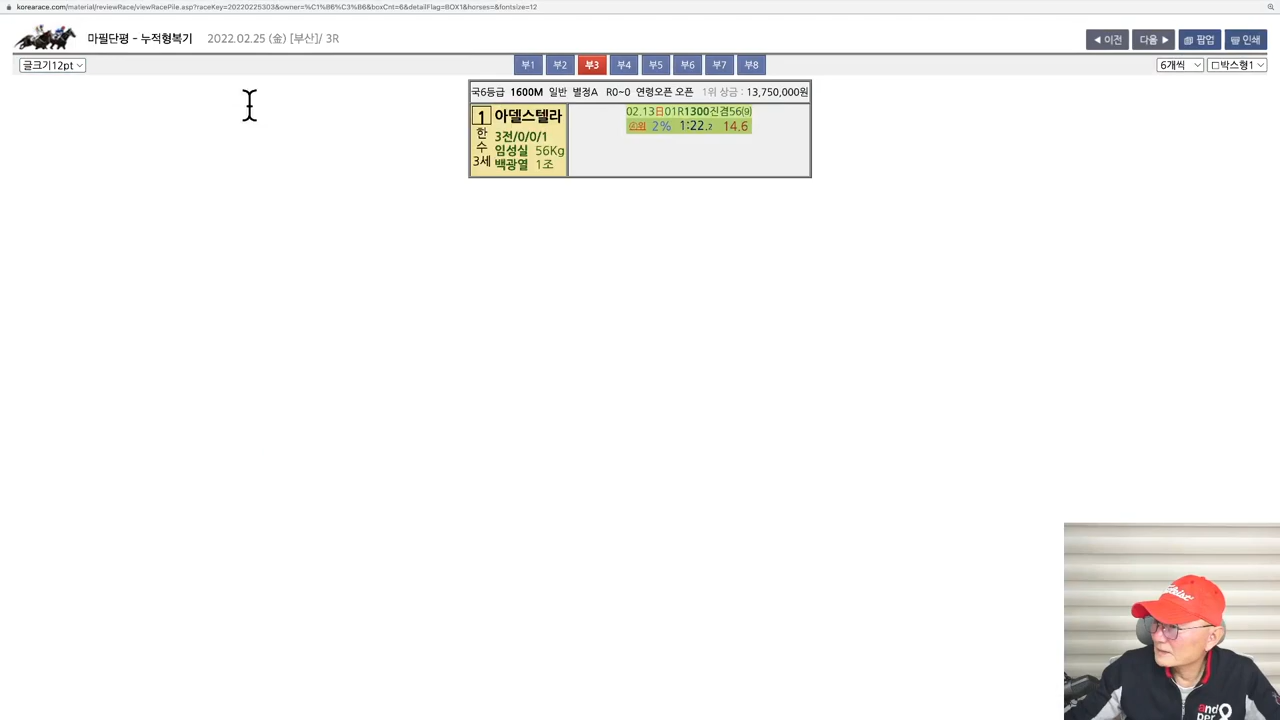 korearace.com/material/reviewRace/viewRacePile.asp?raceKey=20220225303&owner=%C1%B6%C3%B6&boxCnt=6&detailFlag=BOX1&horses=&fontsize=12
마필단평 - 누적형복기 2022.02.25 (金) [부산]/ 3R
◀ 이전 다음 ▶ 팝업 인쇄
글크기12pt 부1 부2 부3 부4 부5 부6 부7 부8 6개씩 □박스형1
국6등급 1600M 일반 별정A R0~0 연령오픈 오픈 1위 상금 : 13,750,000원
1 아델스텔라 02.13日01R1300진겸56(9)
한 3전/0/0/1 2% 1:22.2 14.6
수 임성실 56Kg
3세 백광열 1조
Titleist
and
Der